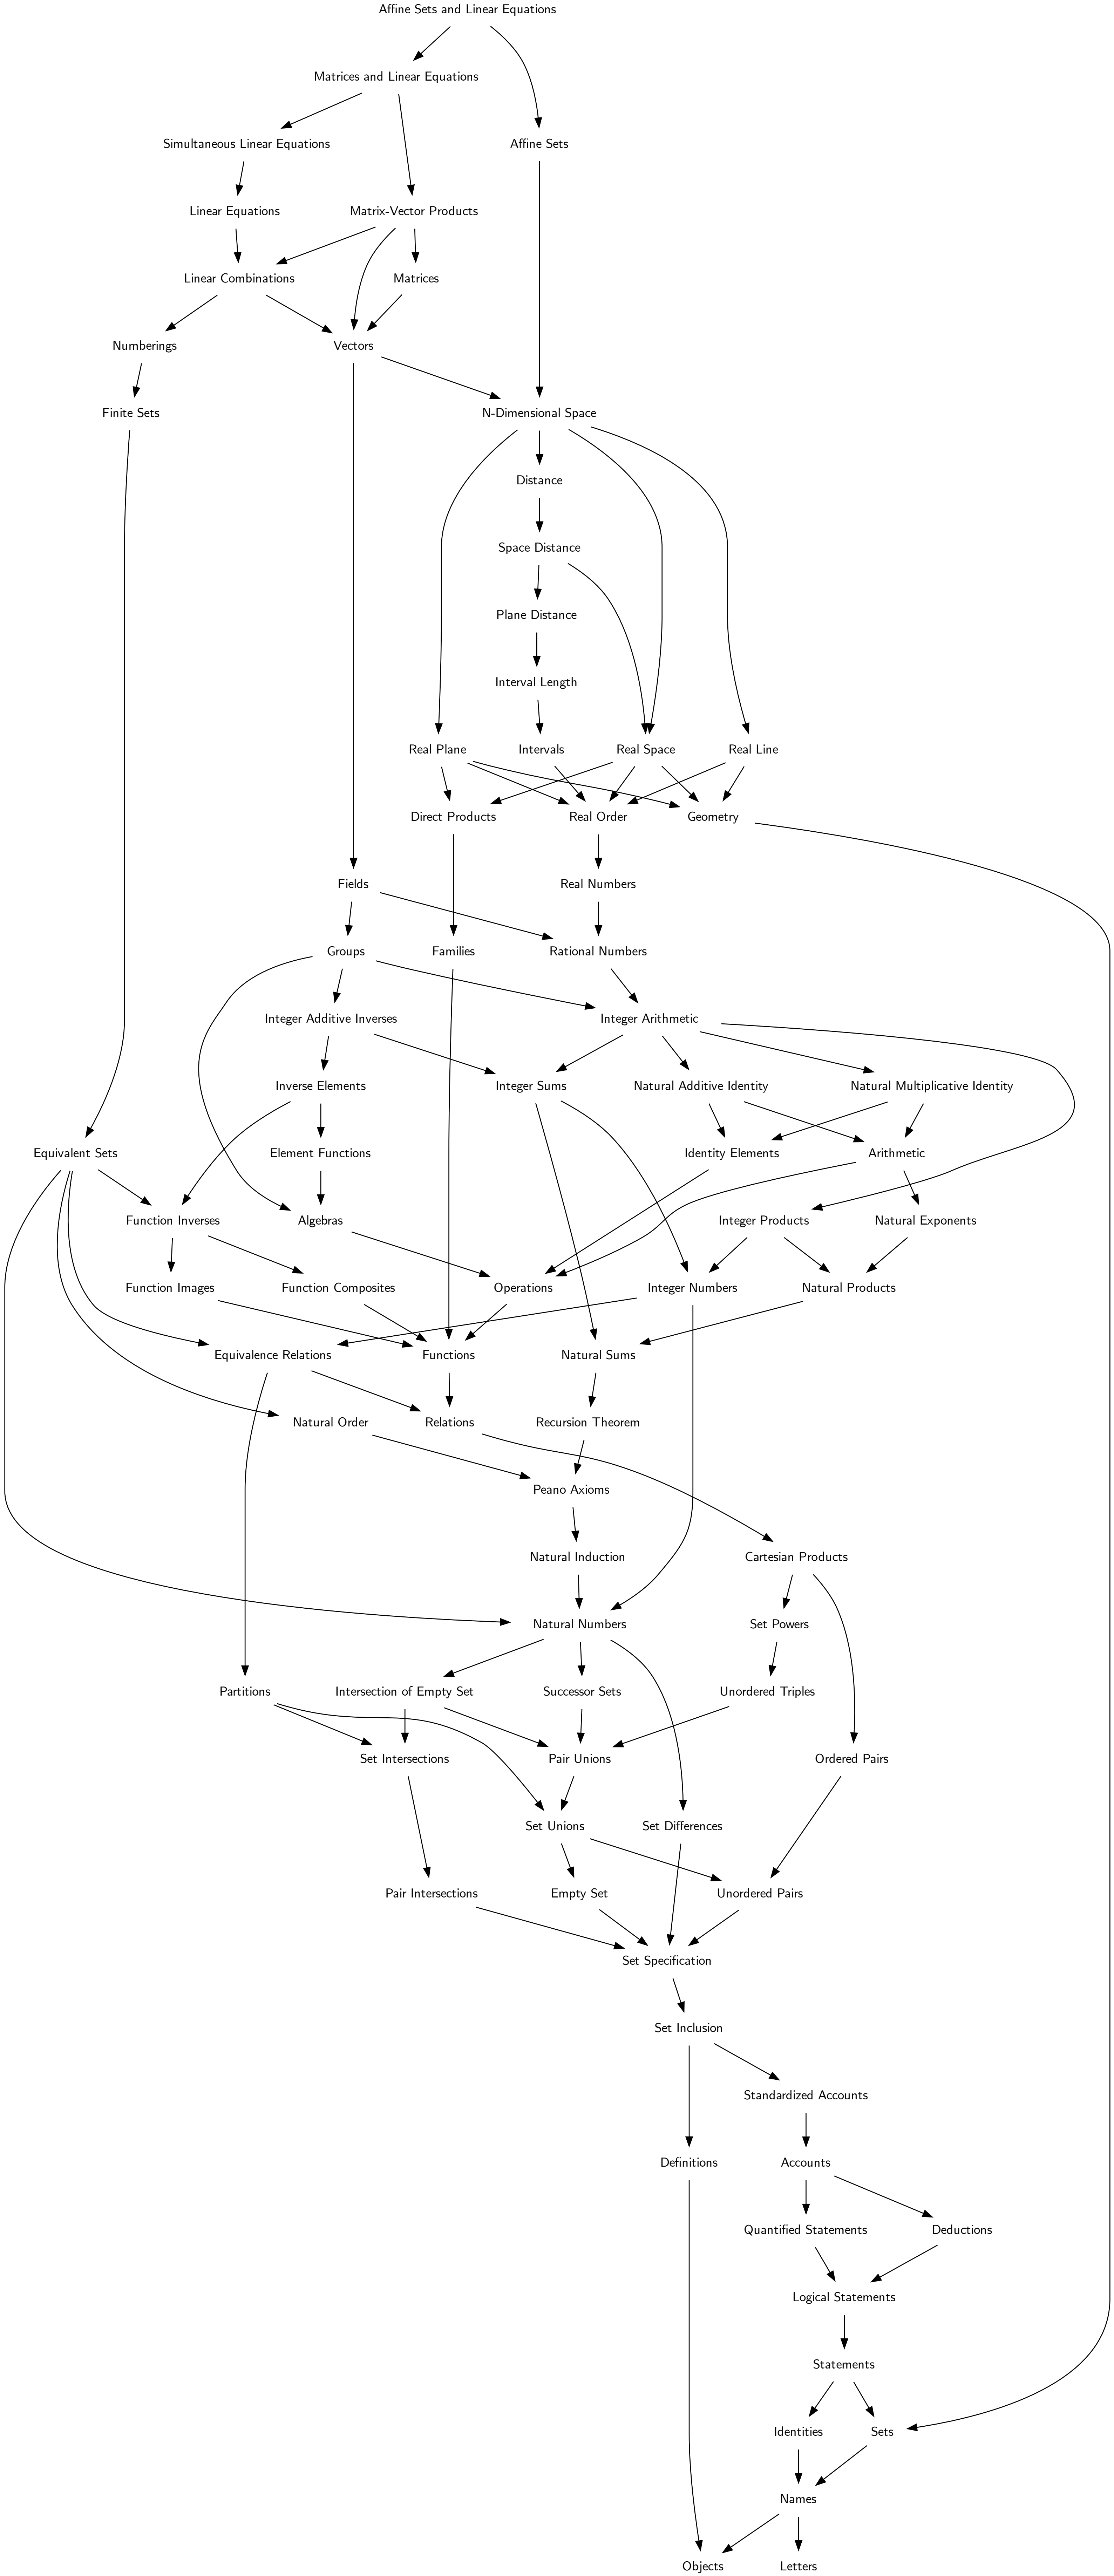 Affine Sets and Linear Equations
Matrices and Linear Equations
Simultaneous Linear Equations
Affine Sets
Linear Equations
Matrix-Vector Products
Linear Combinations
Matrices
Numberings
Vectors
Finite Sets
N-Dimensional Space
Distance
Space Distance
Plane Distance
Interval Length
Real Plane
Intervals
Real Space
Real Line
Direct Products
Real Order
Geometry
Fields
Real Numbers
Groups
Families
Rational Numbers
Integer Additive Inverses
Integer Arithmetic
Inverse Elements
Integer Sums
Natural Additive Identity
Natural Multiplicative Identity
Equivalent Sets
Element Functions
Identity Elements
Arithmetic
Function Inverses
Algebras
Integer Products
Natural Exponents
Function Images
Function Composites
Operations
Integer Numbers
Natural Products
Equivalence Relations
Functions
Natural Sums
Natural Order
Relations
Recursion Theorem
Peano Axioms
Natural Induction
Cartesian Products
Natural Numbers
Set Powers
Partitions
Intersection of Empty Set
Successor Sets
Unordered Triples
Set Intersections
Pair Unions
Ordered Pairs
Set Unions
Set Differences
Pair Intersections
Empty Set
Unordered Pairs
Set Specification
Set Inclusion
Standardized Accounts
Definitions
Accounts
Quantified Statements
Deductions
Logical Statements
Statements
Identities
Sets
Names
Objects
Letters